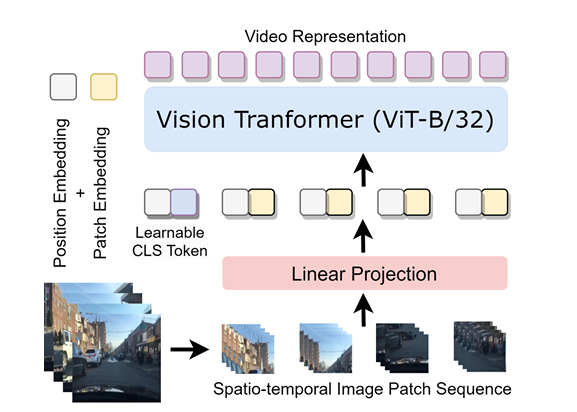 Video Representation
Vision Tranformer (ViT-B/32)
Position Embedding
+
Patch Embedding
Learnable
CLS Token
Linear Projection
Spatio-temporal Image Patch Sequence